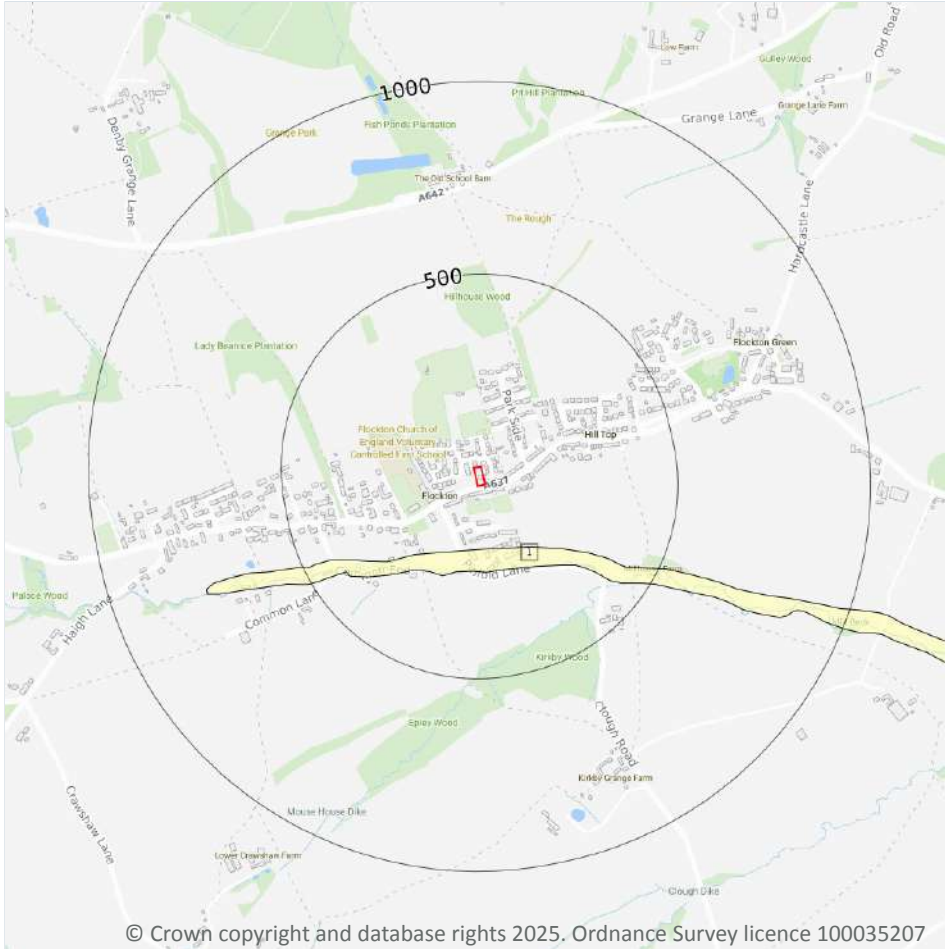 Old Road
Low Farm
Gulley Wood
1000
Pit Hill Plantation
Grange Lane Farm
Denby Grange Lane
Grange Park
Fish Ponds Plantation
Grange Lane
The Old School Barn
A642
The Rough
Hardcastle Lane
500
Hillhouse Wood
Lady Beatrice Plantation
Flockton Green
Park Side
Flockton Church of
England Voluntary
Controlled First School
Hill Top
A637
Flockton
1
Palace Wood
Haigh Lane
Common Lane
Kirkby Wood
Clough Road
Epley Wood
Kirkby Grange Farm
Crawshaw Lane
Mouse House Dike
Lower Crawshaw Farm
Clough Dike
© Crown copyright and database rights 2025. Ordnance Survey licence 100035207